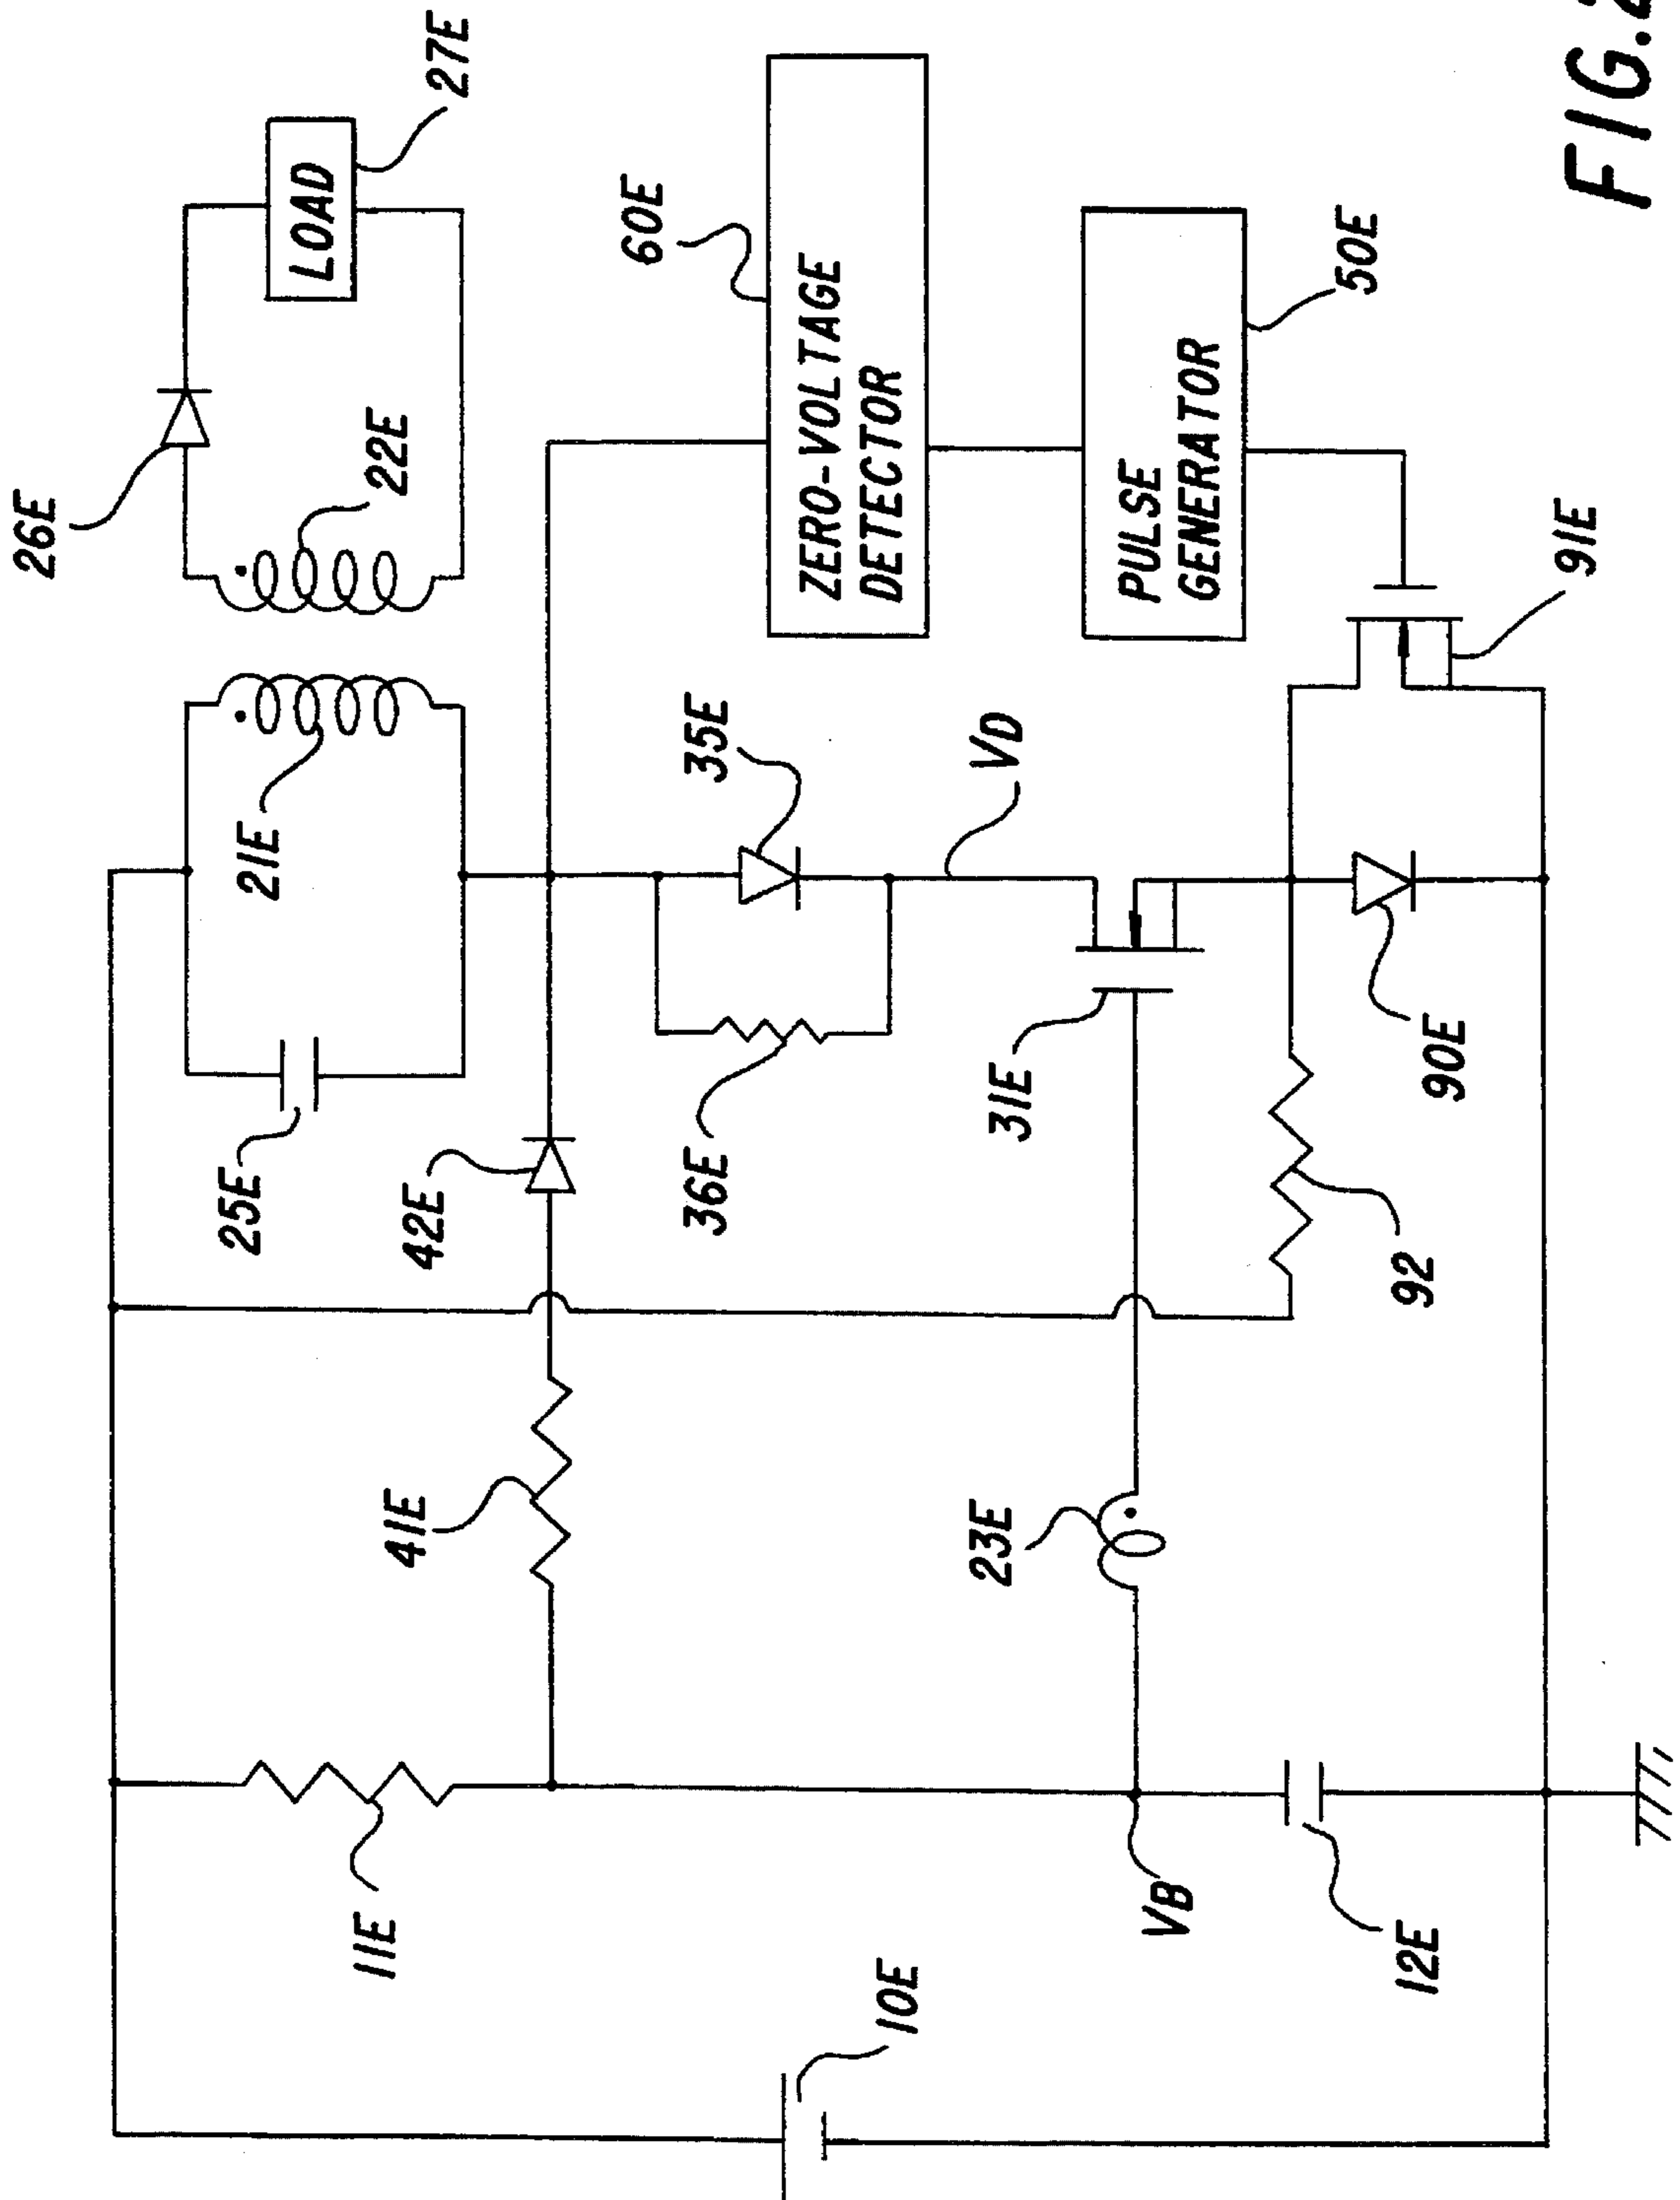 26E
25E
21E
LOAD
11E
41E
42E
22E
27E
60E
36E
35E
ZERO-VOLTAGE
DETECTOR
10E
23E
31E
VD
PULSE
GENERATOR
VB
50E
12E
92
90E
91E
FIG.